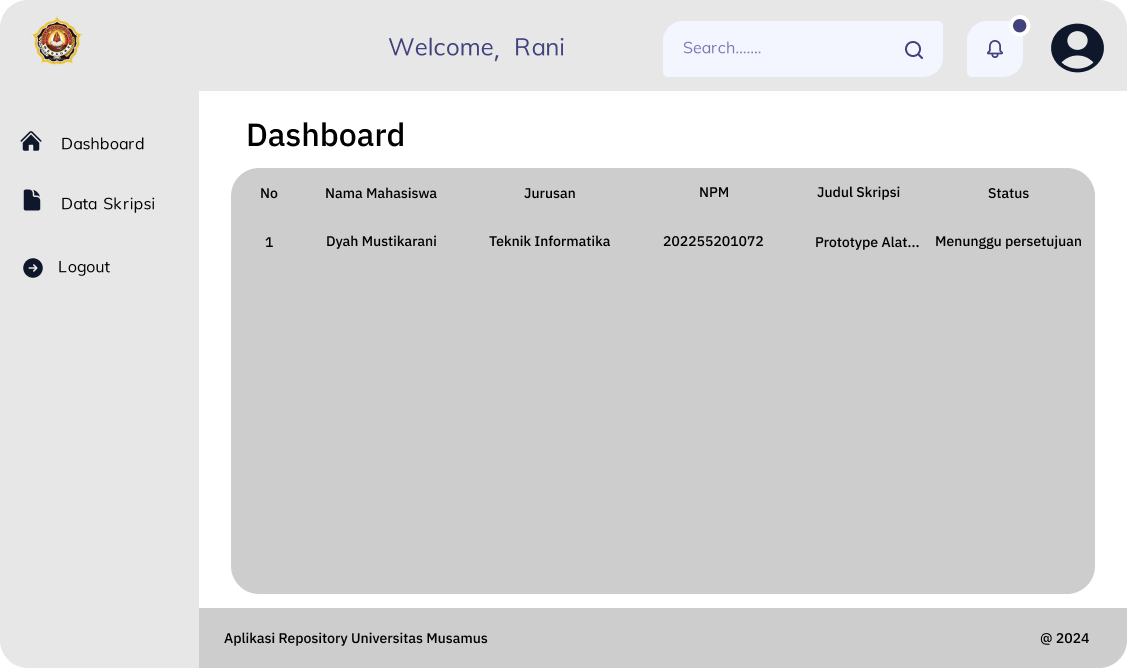 Welcome, Rani
Search.......
Dashboard
Data Skripsi
Logout
Dashboard
No Nama Mahasiswa Jurusan NPM Judul Skripsi Status
1 Dyah Mustikarani Teknik Informatika 202255201072 Prototype Alat... Menunggu persetujuan
Aplikasi Repository Universitas Musamus @ 2024